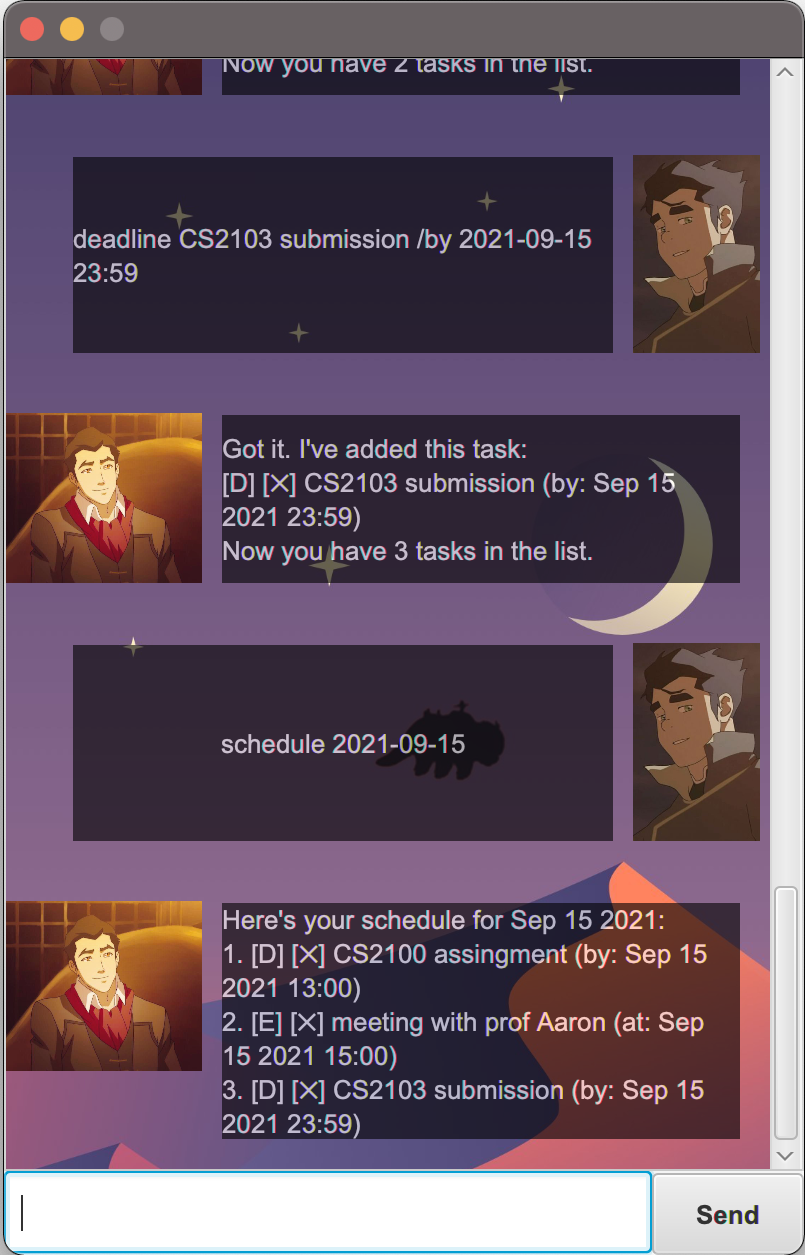 Now you have 2 tasks in the list.
deadline CS2103 submission /by 2021-09-15
23:59
Got it. I've added this task:
[D] [✕] CS2103 submission (by: Sep 15
2021 23:59)
Now you have 3 tasks in the list.
schedule 2021-09-15
Here's your schedule for Sep 15 2021:
1. [D] [✕] CS2100 assingment (by: Sep 15
2021 13:00)
2. [E] [✕] meeting with prof Aaron (at: Sep
15 2021 15:00)
3. [D] [✕] CS2103 submission (by: Sep 15
2021 23:59)
Send